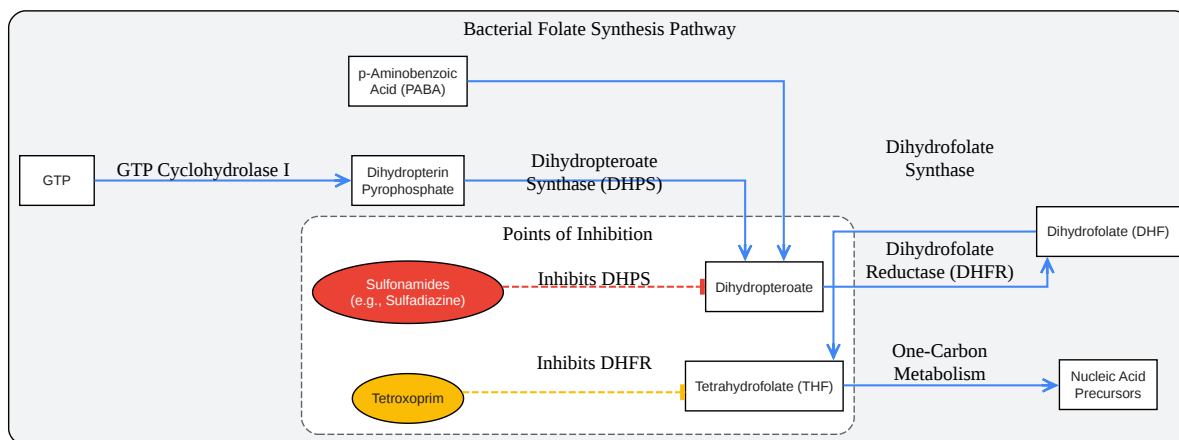 Bacterial Folate Synthesis Pathway
p-Aminobenzoic
Acid (PABA)
GTP
GTP Cyclohydrolase I
Dihydropterin
Pyrophosphate
Dihydropteroate
Synthase (DHPS)
Dihydrofolate
Synthase
Points of Inhibition
Dihydrofolate (DHF)
Sulfonamides
(e.g., Sulfadiazine)
Inhibits DHPS
Dihydropteroate
Dihydrofolate
Reductase (DHFR)
Tetroxoprim
Inhibits DHFR
Tetrahydrofolate (THF)
One-Carbon
Metabolism
Nucleic Acid
Precursors